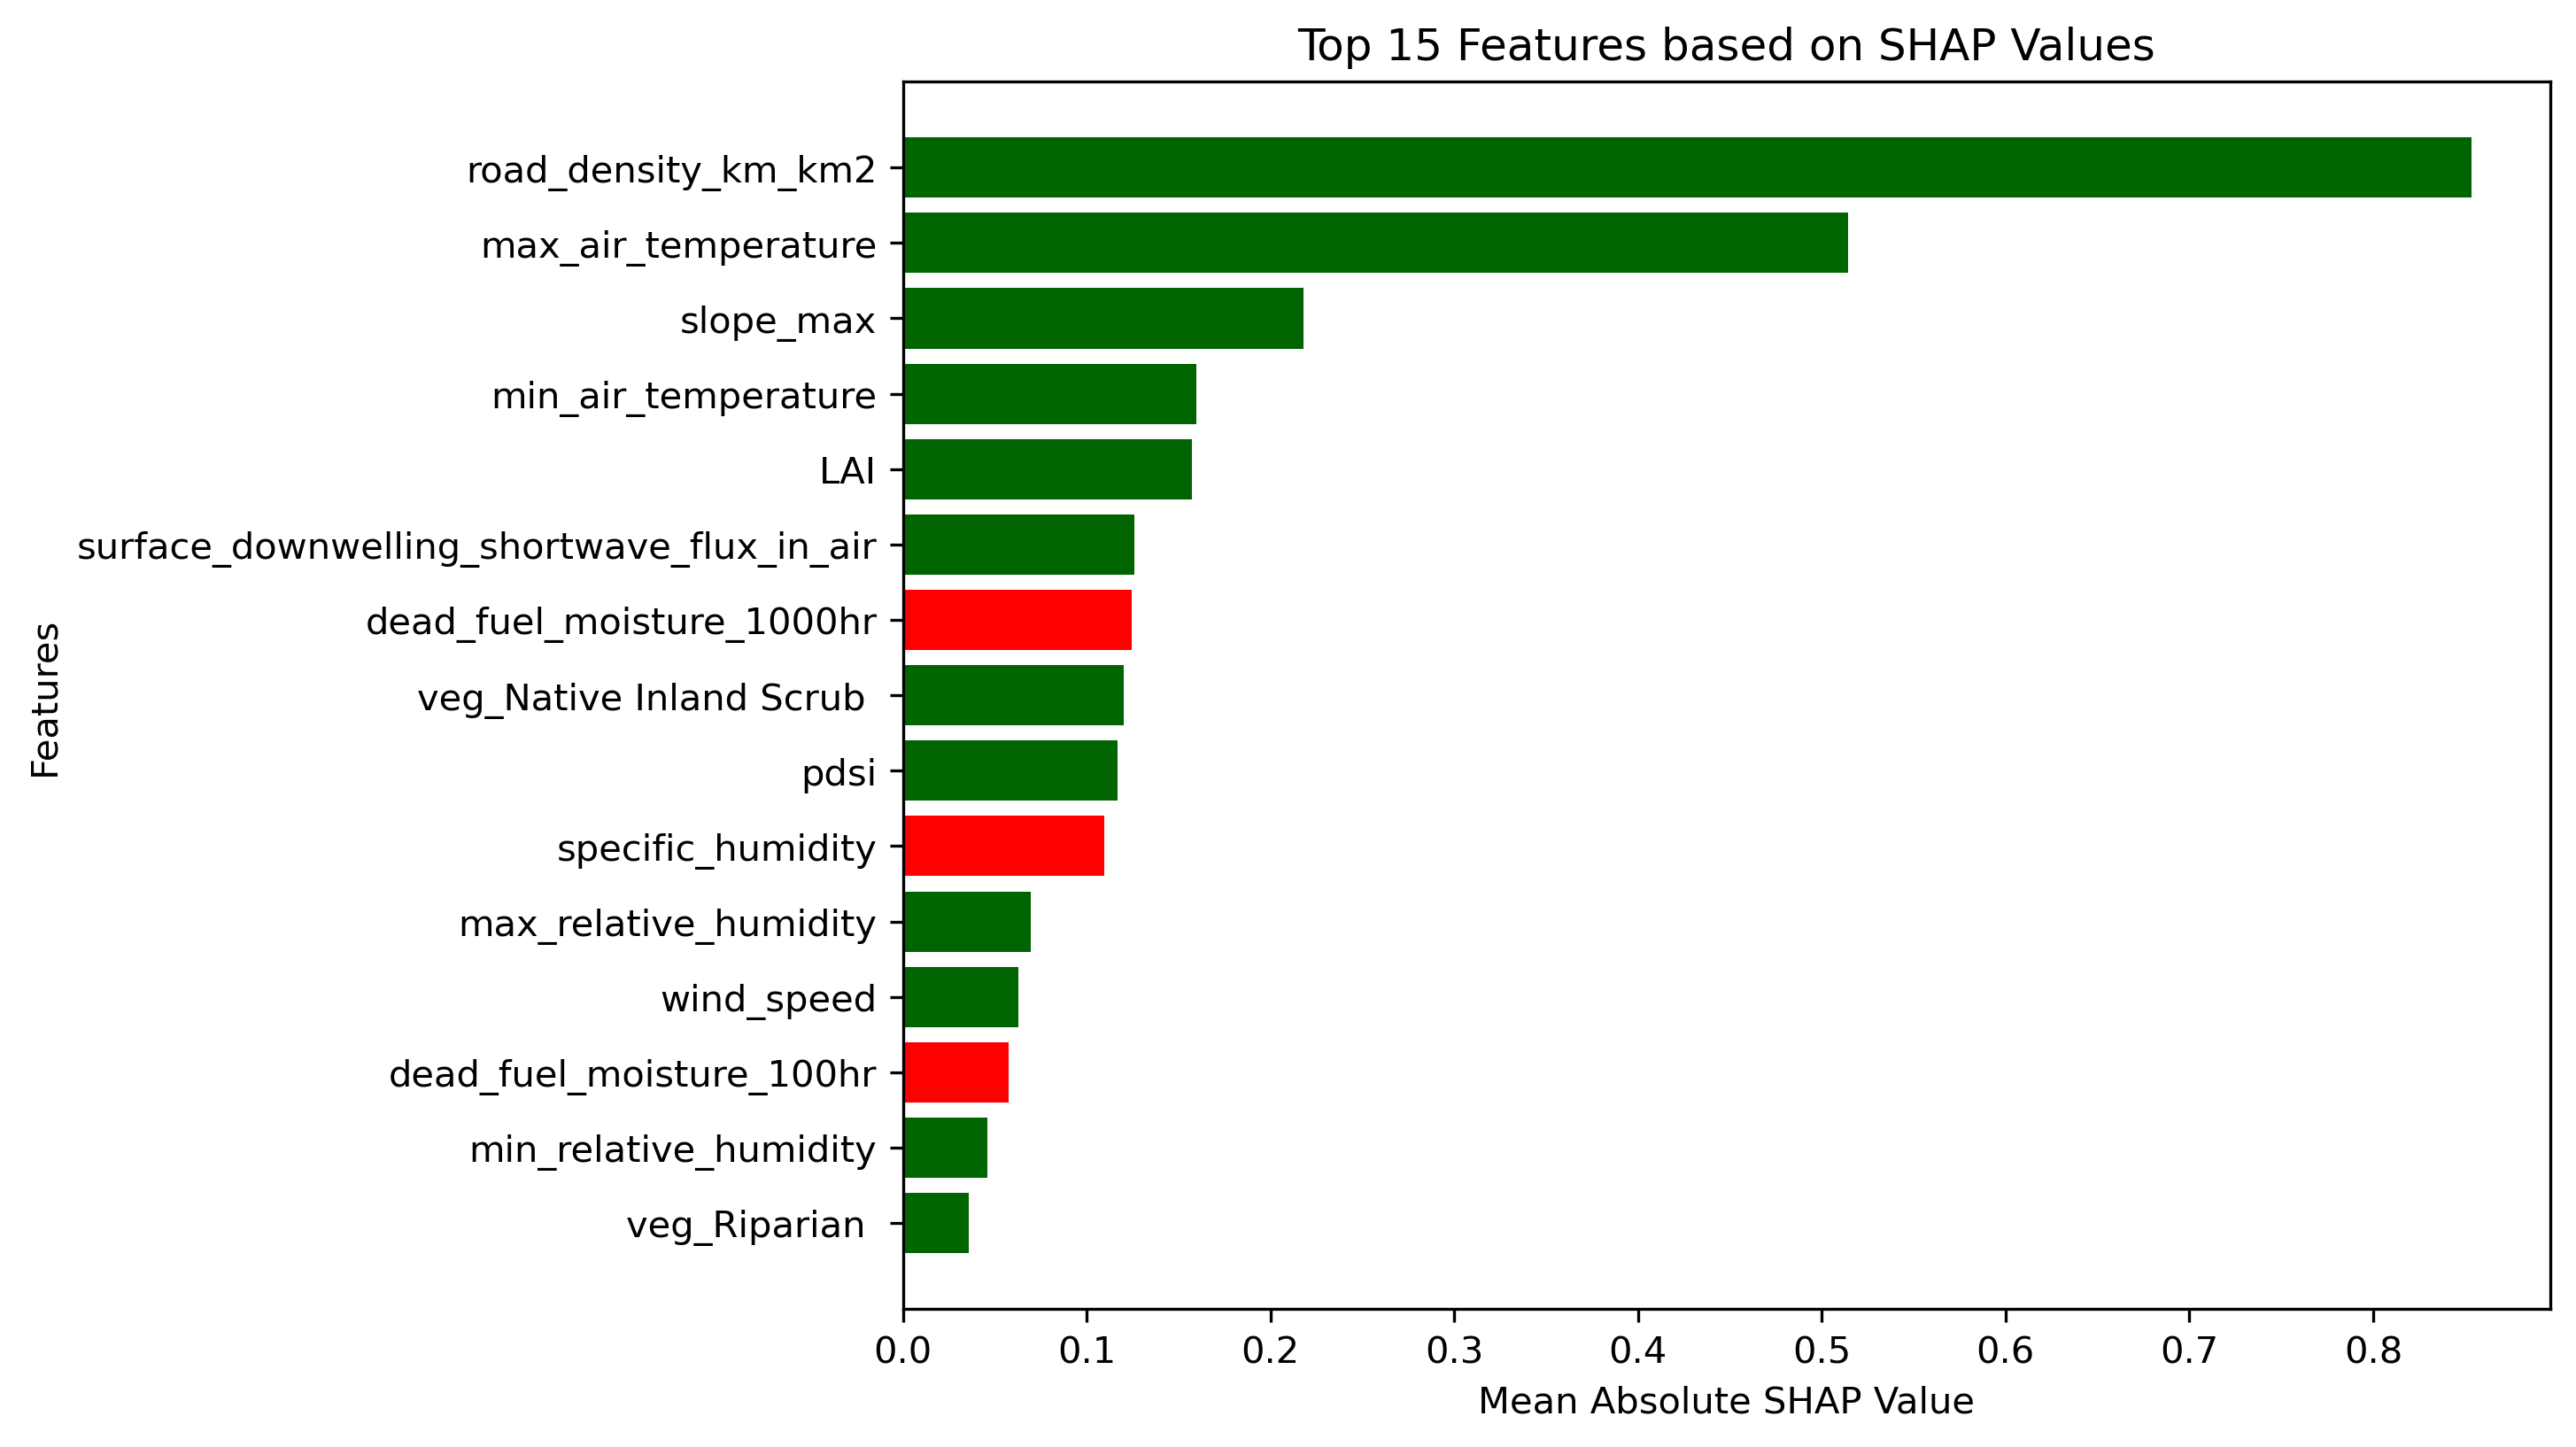 Top 15 Features based on SHAP Values
Features
road_density_km_km2
max_air_temperature
slope_max
min_air_temperature
LAI
surface_downwelling_shortwave_flux_in_air
dead_fuel_moisture_1000hr
veg_Native Inland Scrub
pdsi
specific_humidity
max_relative_humidity
wind_speed
dead_fuel_moisture_100hr
min_relative_humidity
veg_Riparian
0.0 0.1 0.2 0.3 0.4 0.5 0.6 0.7 0.8
Mean Absolute SHAP Value